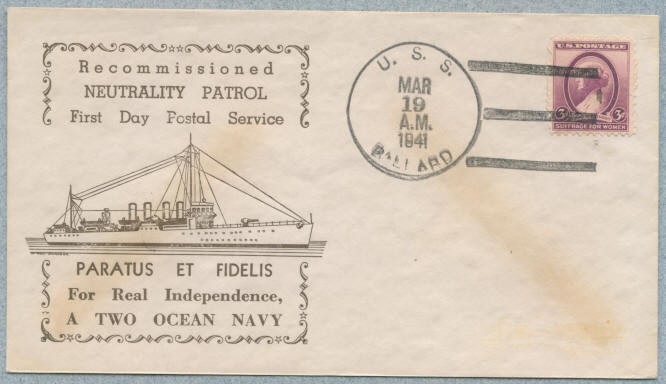 Recommissioned
NEUTRALITY PATROL
First Day Postal Service
PARATUS ET FIDELIS
For Real Independence,
A TWO OCEAN NAVY
U. S. S.
MAR
19
A.M.
1941
BALLARD
U.S. POSTAGE
3¢ 3¢
SUFFRAGE FOR WOMEN